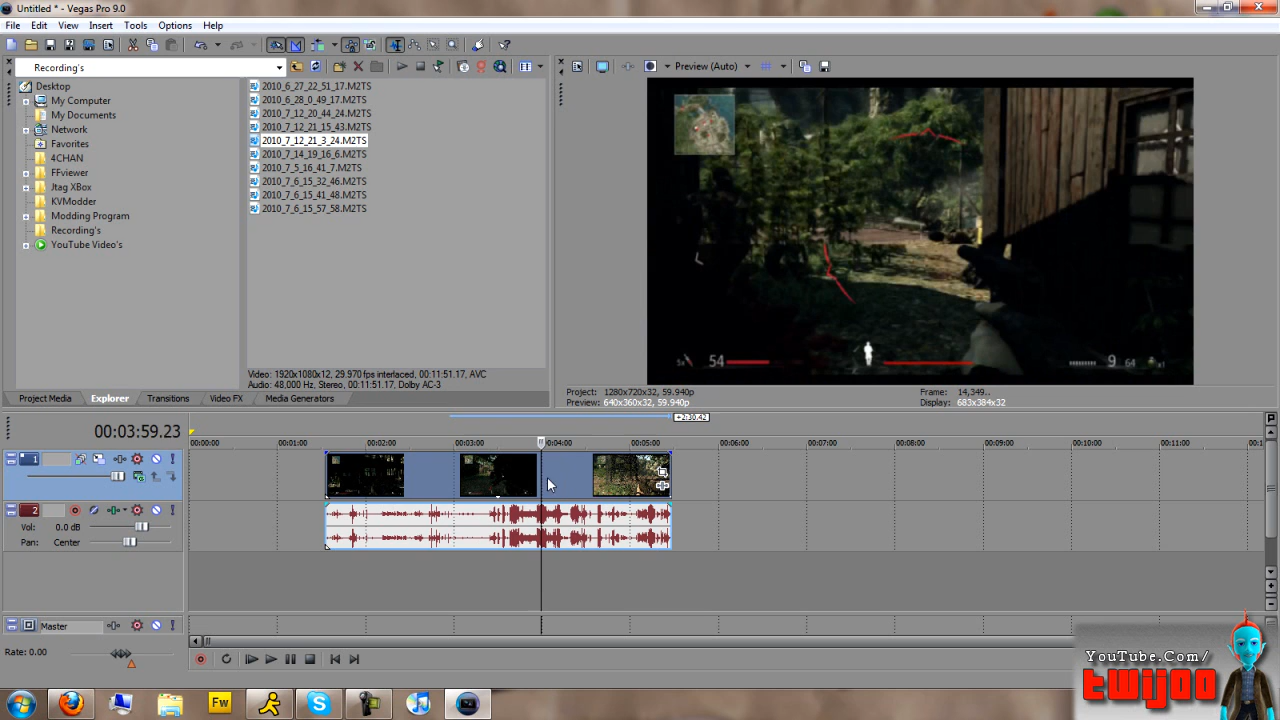 Untitled * - Vegas Pro 9.0
File Edit View Insert Tools Options Help
Recording's
Preview (Auto)
Desktop
My Computer
My Documents
Network
Favorites
4CHAN
FFviewer
Jtag XBox
KVModder
Modding Program
Recording's
YouTube Video's
2010_6_27_22_51_17.M2TS
2010_6_28_0_49_17.M2TS
2010_7_12_20_44_24.M2TS
2010_7_12_21_15_43.M2TS
2010_7_12_21_3_24.M2TS
2010_7_14_19_16_6.M2TS
2010_7_5_16_41_7.M2TS
2010_7_6_15_32_46.M2TS
2010_7_6_15_41_48.M2TS
2010_7_6_15_57_58.M2TS
Video: 1920x1080x12, 29.970 fps interlaced, 00:11:51.17, AVC
Audio: 48,000 Hz, Stereo, 00:11:51.17, Dolby AC-3
Project Media Explorer Transitions Video FX Media Generators
54
9 64
Project: 1280x720x32, 59.940p
Preview: 640x360x32, 59.940p
Frame: 14,349..
Display: 683x384x32
00:03:59.23
+2:30.42
00:00:00 00:01:00 00:02:00 00:03:00 00:04:00 00:05:00 00:06:00 00:07:00 00:08:00 00:09:00 00:10:00 00:11:00
1
2
Vol: 0.0 dB
Pan: Center
Master
Rate: 0.00
YouTube.Com/
twijoo
Fw